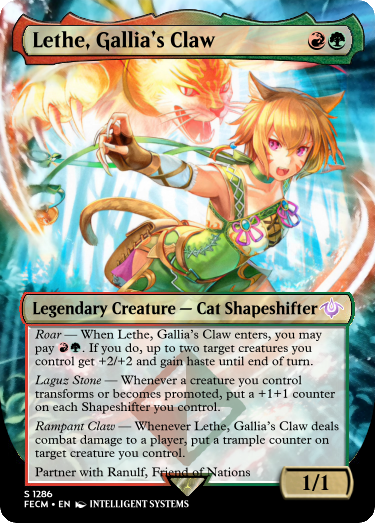 Lethe, Gallia's Claw
Legendary Creature — Cat Shapeshifter
Roar — When Lethe, Gallia's Claw enters, you may
pay. If you do, up to two target creatures you
control get +2/+2 and gain haste until end of turn.
Laguz Stone — Whenever a creature you control
transforms or becomes promoted, put a +1+1 counter
on each Shapeshifter you control.
Rampant Claw — Whenever Lethe, Gallia's Claw deals
combat damage to a player, put a trample counter on
target creature you control.
Partner with Ranulf, Friend of Nations
1/1
S 1286
FECM • EN INTELLIGENT SYSTEMS